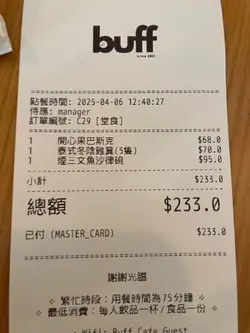 buff
since 2021
點餐時間: 2025-04-06 12:40:27
侍應: manager
訂單編號: C29 [堂食]
1 開心果巴斯克 $68.0
1 泰式冬陰雞翼(5隻) $70.0
1 煙三文魚沙律碗 $95.0
小計 $233.0
總額 $233.0
已付 (MASTER_CARD) $233.0
謝謝光臨
✧ 繁忙時段：用餐時間為75分鐘 ✧
✧ 最低消費：每人飲品一杯/食品一份 ✧
Wifi: Buff Cafe Guest